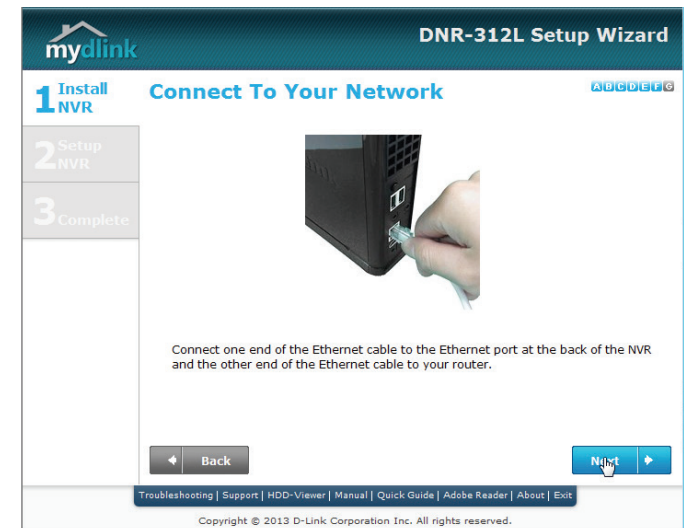 mydlink
DNR-312L Setup Wizard
1 Install
NVR
Connect To Your Network
A B C D E F G
2 Setup
NVR
3 Complete
Connect one end of the Ethernet cable to the Ethernet port at the back of the NVR
and the other end of the Ethernet cable to your router.
Back
Next
Troubleshooting | Support | HDD-Viewer | Manual | Quick Guide | Adobe Reader | About | Exit
Copyright © 2013 D-Link Corporation Inc. All rights reserved.